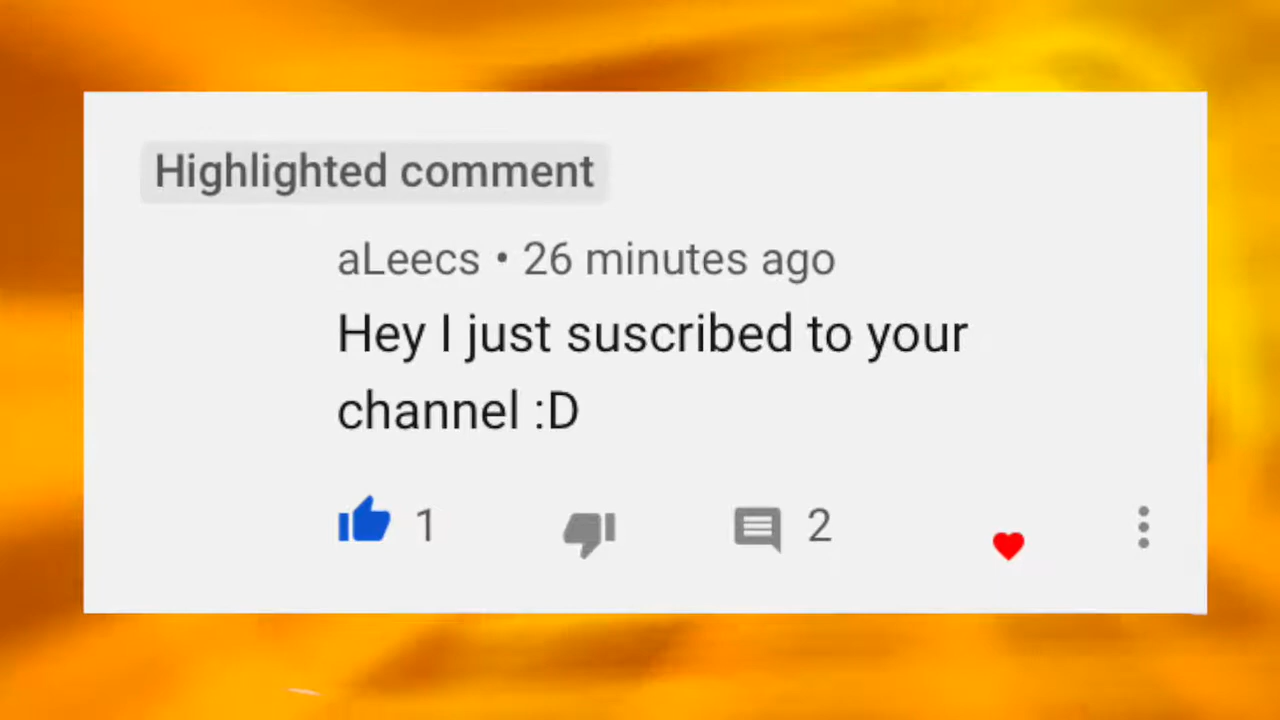 Highlighted comment
aLeecs • 26 minutes ago
Hey I just suscribed to your
channel :D
1 2